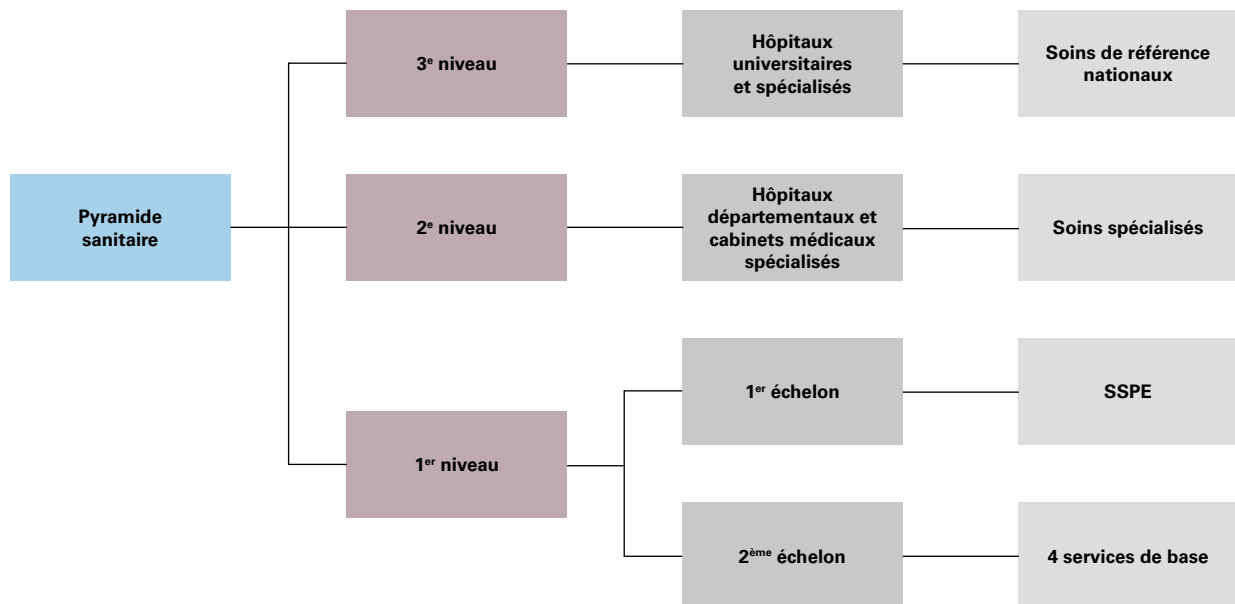 3e niveau
Hôpitaux
universitaires
et spécialisés
Soins de référence
nationaux
Pyramide
sanitaire
2e niveau
Hôpitaux
départementaux et
cabinets médicaux
spécialisés
Soins spécialisés
1er niveau
1er échelon
SSPE
2ème échelon
4 services de base